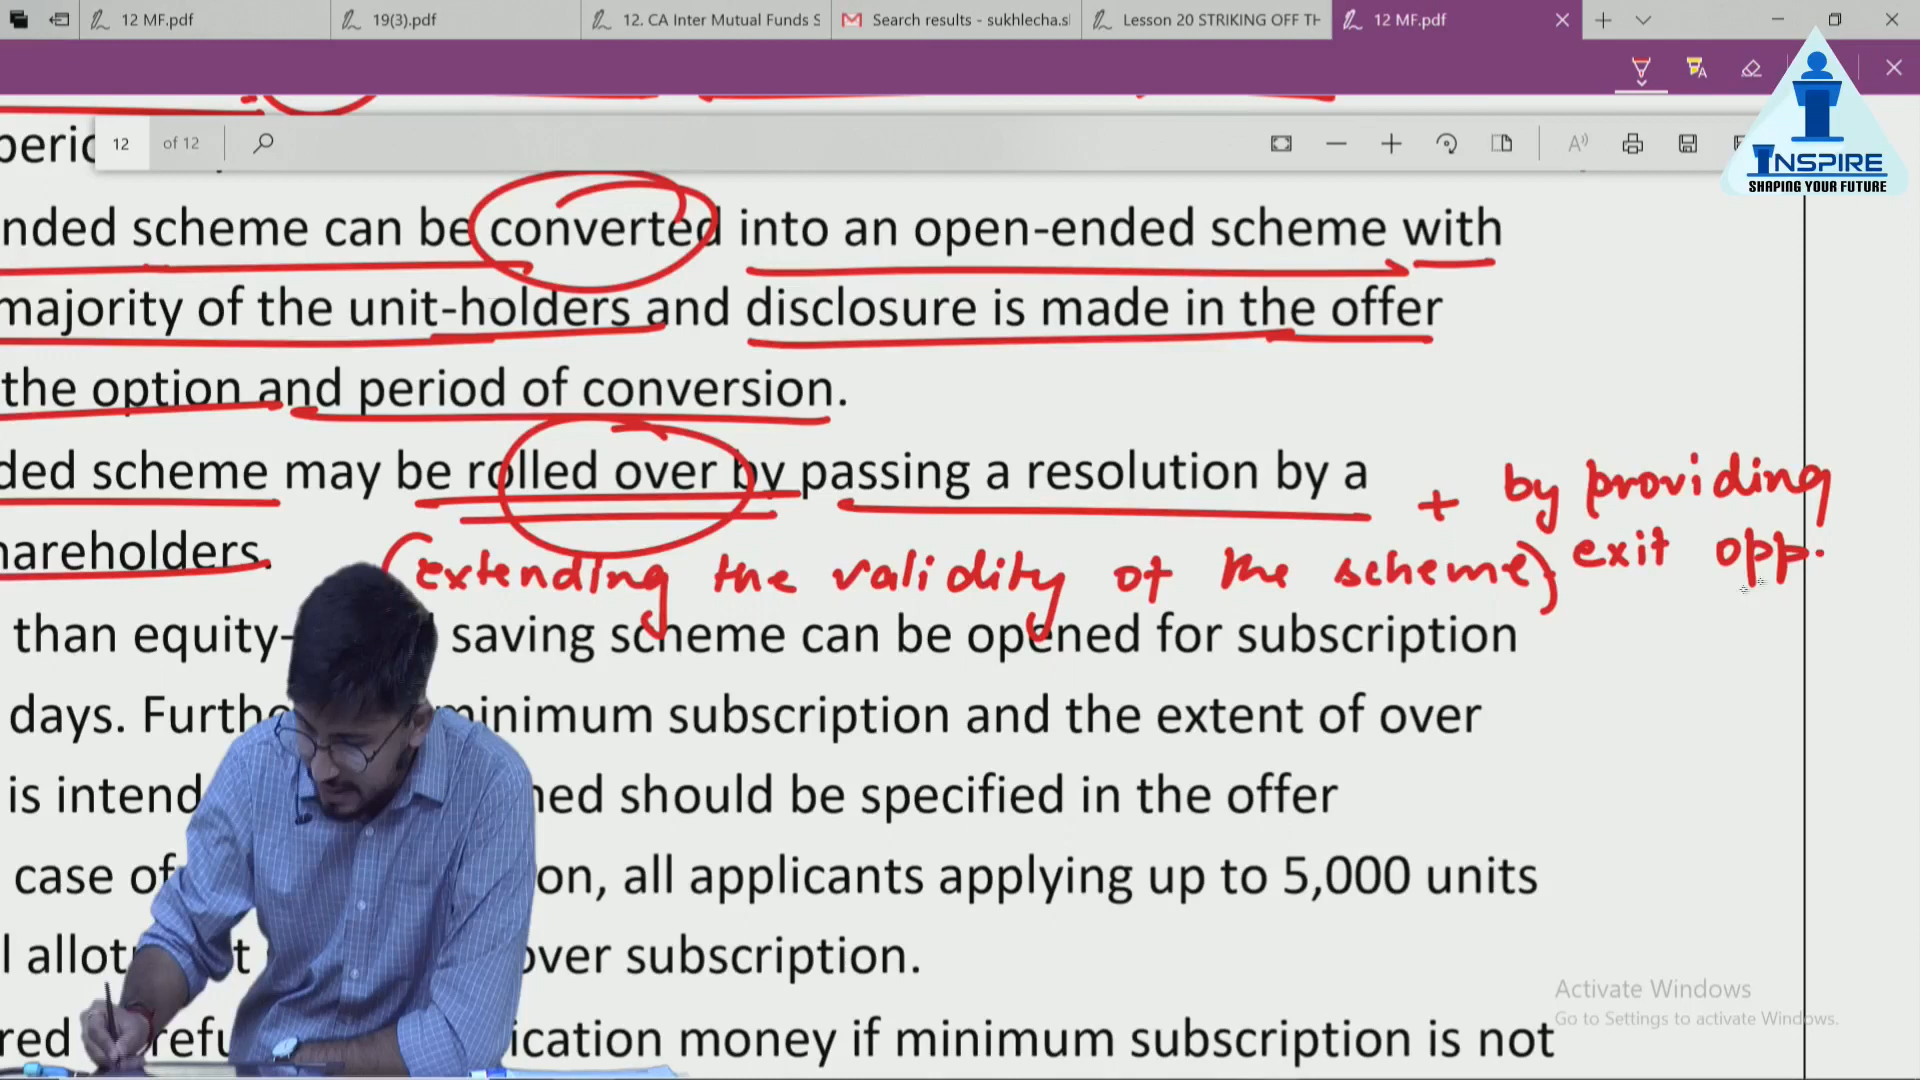 12 MF.pdf
19(3).pdf
12. CA Inter Mutual Funds S
Search results - sukhlecha.s
Lesson 20 STRIKING OFF TH
12 MF.pdf
12 of 12
INSPIRE
SHAPING YOUR FUTURE
nded scheme can be converted into an open-ended scheme with
majority of the unit-holders and disclosure is made in the offer
the option and period of conversion.
ded scheme may be rolled over by passing a resolution by a
+ by providing
exit opp.
hareholders.
(extending the validity of the scheme)
than equity- saving scheme can be opened for subscription
days. Furthe minimum subscription and the extent of over
is intend ned should be specified in the offer
case of on, all applicants applying up to 5,000 units
l allot t over subscription.
red refu ication money if minimum subscription is not
Activate Windows
Go to Settings to activate Windows.